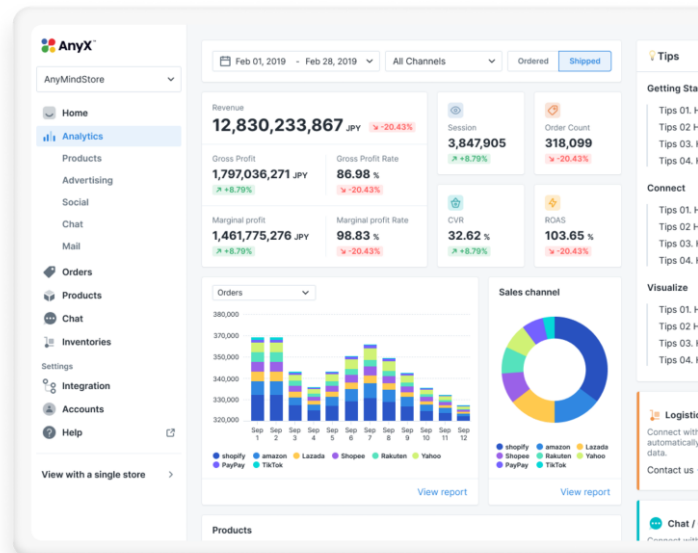 AnyX
AnyMindStore
Home
Analytics
Products
Advertising
Social
Chat
Mail
Orders
Products
Chat
Inventories
Settings
Integration
Accounts
Help
View with a single store
Feb 01, 2019 - Feb 28, 2019
All Channels
Ordered Shipped
Revenue
12,830,233,867 JPY -20.43%
Gross Profit
1,797,036,271 JPY
+8.79%
Gross Profit Rate
86.98 %
-20.43%
Marginal profit
1,461,775,276 JPY
+8.79%
Marginal profit Rate
98.83 %
-20.43%
Session
3,847,905
+8.79%
Order Count
318,099
-20.43%
CVR
32.62 %
+8.79%
ROAS
103.65 %
-20.43%
Orders
380,000
370,000
350,000
340,000
330,000
320,000
Sep 1 Sep 2 Sep 3 Sep 4 Sep 5 Sep 6 Sep 7 Sep 8 Sep 9 Sep 10 Sep 11 Sep 12
shopify amazon Lazada Shopee Rakuten Yahoo
PayPay TikTok
View report
Sales channel
shopify amazon Lazada
Shopee Rakuten Yahoo
PayPay TikTok
View report
Products
Tips
Getting Sta
Tips 01. H
Tips 02 H
Tips 03. H
Tips 04. H
Connect
Tips 01. H
Tips 02 H
Tips 03. H
Tips 04. H
Visualize
Tips 01. H
Tips 02 H
Tips 03. H
Tips 04. H
Logistic
Connect with
automatically
data.
Contact us
Chat /